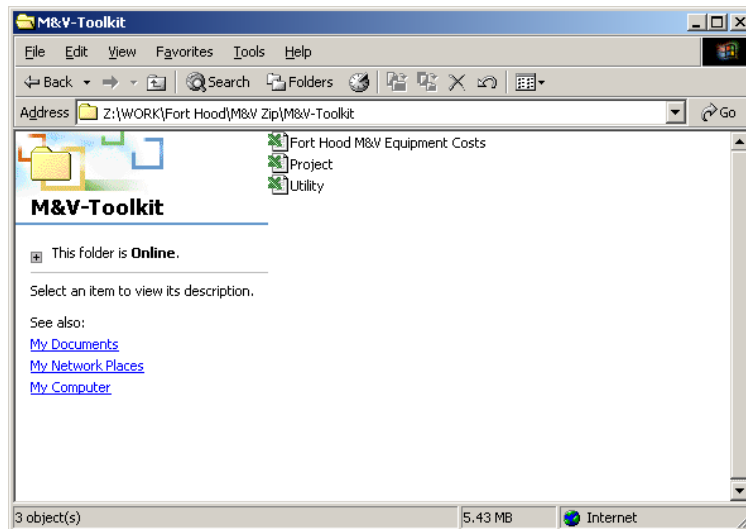 M&V-Toolkit
File Edit View Favorites Tools Help
Back Search Folders
Address Z:\WORK\Fort Hood\M&V Zip\M&V-Toolkit Go
Fort Hood M&V Equipment Costs
Project
Utility
M&V-Toolkit
This folder is Online.
Select an item to view its description.
See also:
My Documents
My Network Places
My Computer
3 object(s) 5.43 MB Internet